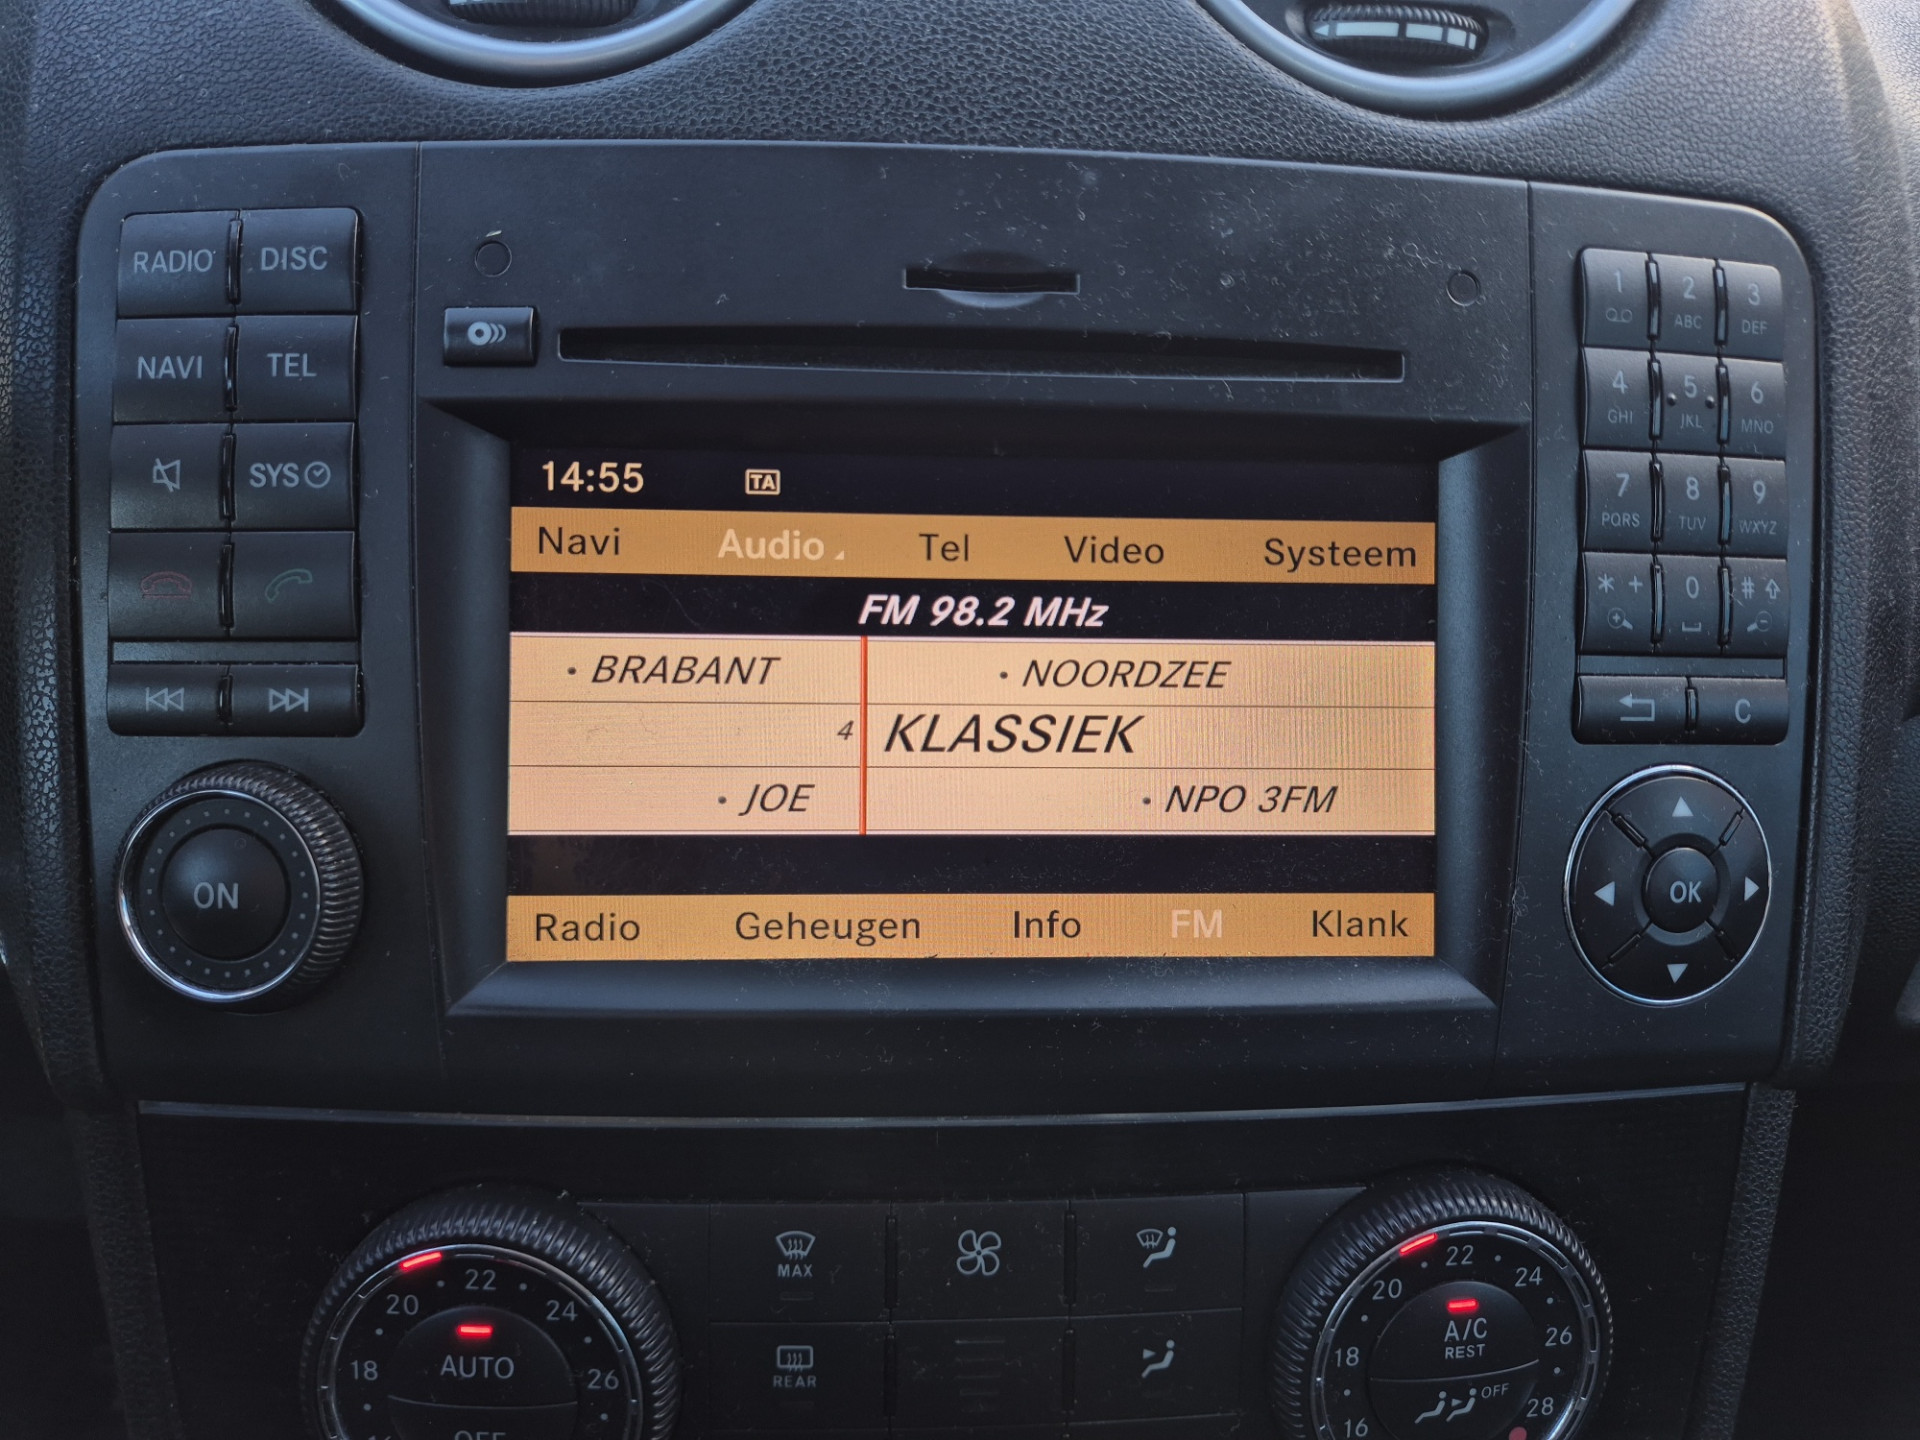 RADIO DISC
NAVI TEL
SYS
ON
14:55 TA
Navi Audio Tel Video Systeem
FM 98.2 MHz
• BRABANT • NOORDZEE
4 KLASSIEK
• JOE • NPO 3FM
Radio Geheugen Info FM Klank
1 2 3
ABC DEF
4 5 6
GHI JKL MNO
7 8 9
PQRS TUV WXYZ
* + 0 #
C
OK
18 20 22 24 26
AUTO
OFF
MAX
REAR
16 18 20 22 24 26 28
A/C
REST
OFF